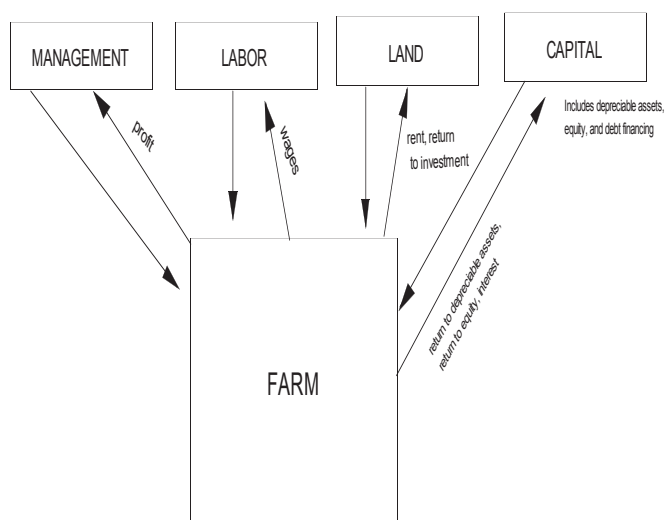 MANAGEMENT
LABOR
LAND
CAPITAL
Includes depreciable assets,
equity, and debt financing
profit
wages
rent, return
to investment
return to depreciable assets,
return to equity, interest
FARM